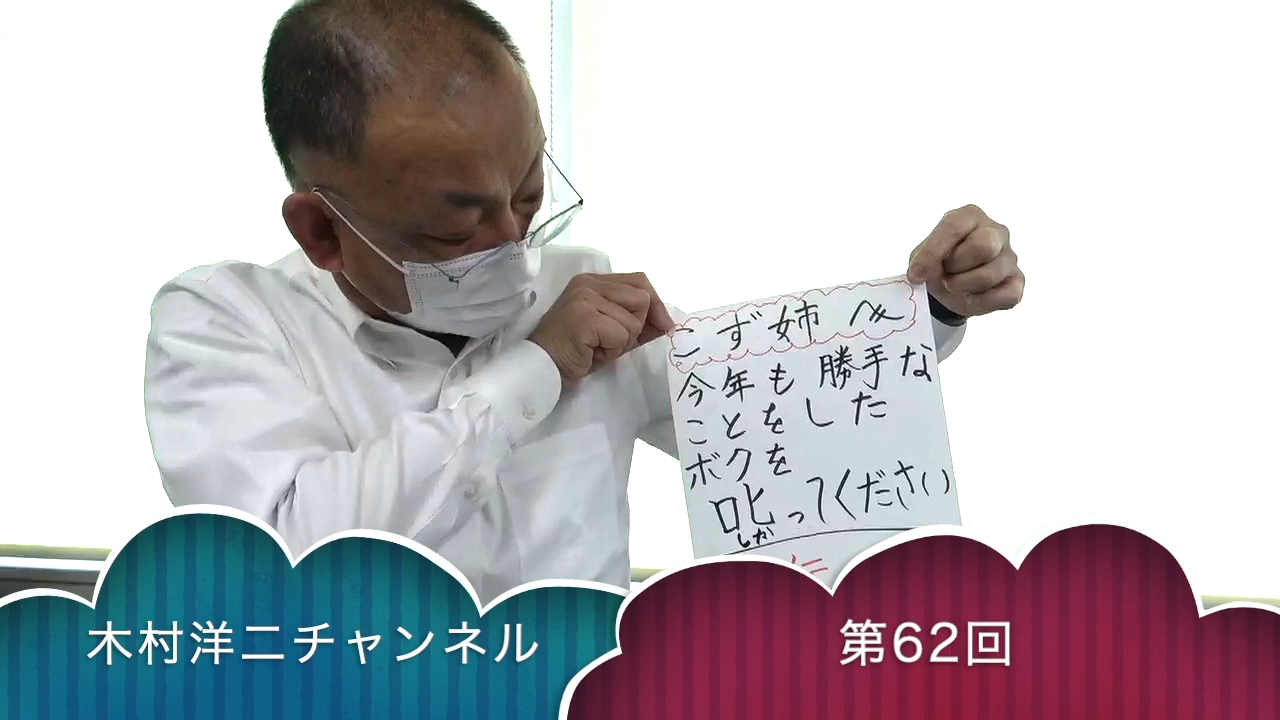 こず姉へ
今年も勝手な
ことをした
ボクを
叱ってください
しか
木村洋二チャンネル
第62回